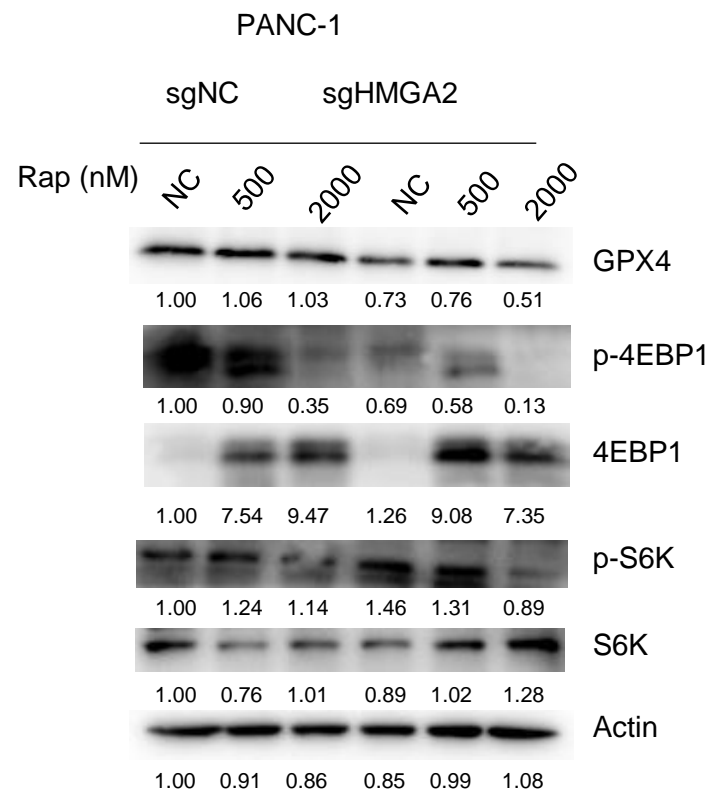 PANC-1
sgNC sgHMGA2
Rap (nM) NC 500 2000 NC 500 2000
GPX4
1.00 1.06 1.03 0.73 0.76 0.51
p-4EBP1
1.00 0.90 0.35 0.69 0.58 0.13
4EBP1
1.00 7.54 9.47 1.26 9.08 7.35
p-S6K
1.00 1.24 1.14 1.46 1.31 0.89
S6K
1.00 0.76 1.01 0.89 1.02 1.28
Actin
1.00 0.91 0.86 0.85 0.99 1.08